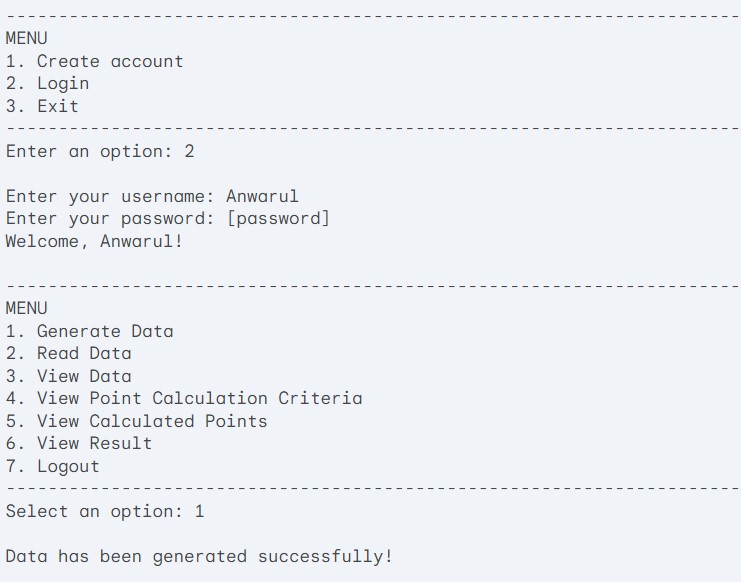 ----------------------------------------------------------------------
MENU
1. Create account
2. Login
3. Exit
----------------------------------------------------------------------
Enter an option: 2
Enter your username: Anwarul
Enter your password: [password]
Welcome, Anwarul!
----------------------------------------------------------------------
MENU
1. Generate Data
2. Read Data
3. View Data
4. View Point Calculation Criteria
5. View Calculated Points
6. View Result
7. Logout
----------------------------------------------------------------------
Select an option: 1
Data has been generated successfully!